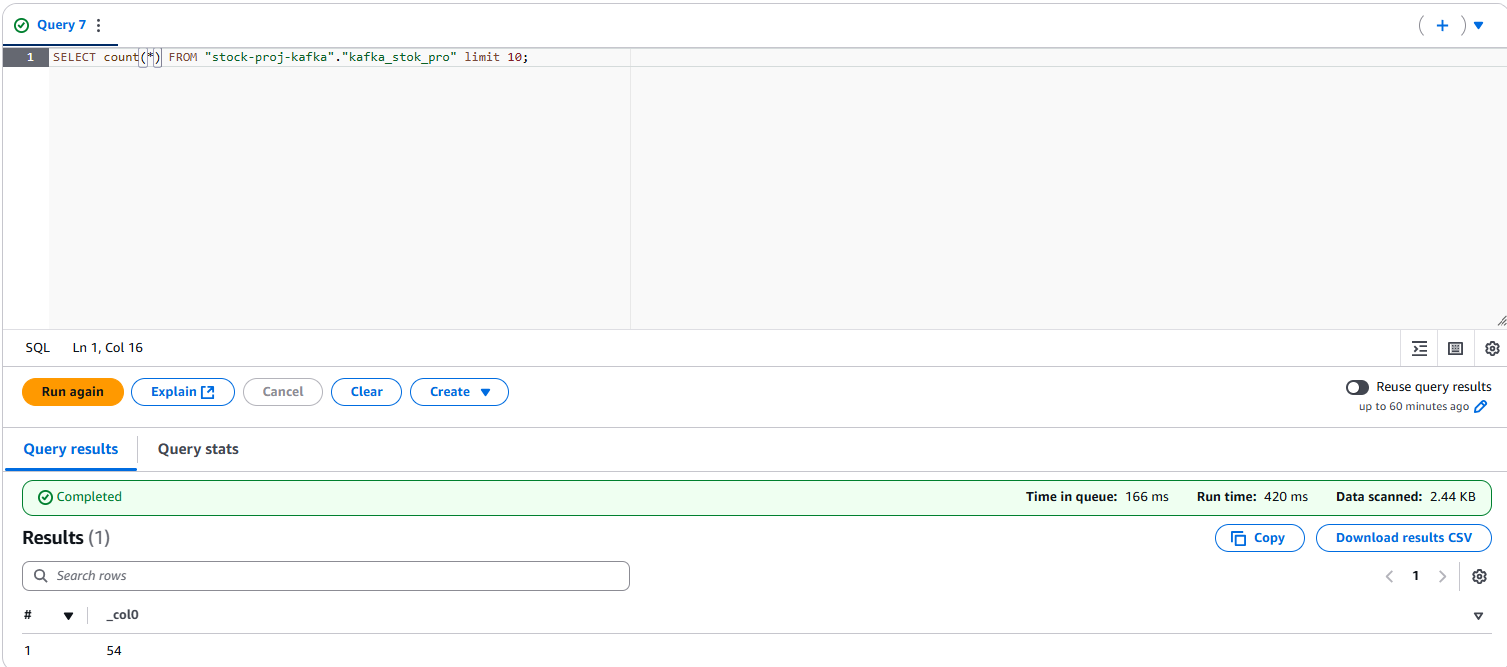 Query 7
( + )
1 SELECT count(*) FROM "stock-proj-kafka"."kafka_stok_pro" limit 10;
SQL Ln 1, Col 16
Run again Explain Cancel Clear Create Reuse query results
up to 60 minutes ago
Query results Query stats
Completed Time in queue: 166 ms Run time: 420 ms Data scanned: 2.44 KB
Results (1) Copy Download results CSV
Search rows 1
# _col0
1 54